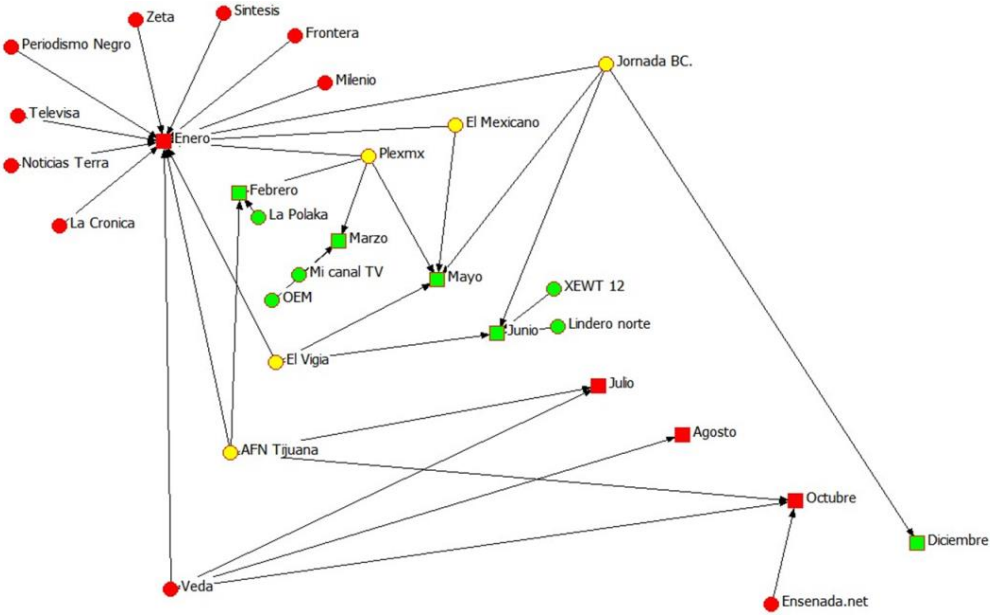 Sintesis
Zeta
Frontera
Periodismo Negro
Jornada BC.
Milenio
Televisa
El Mexicano
Enero
Plexmx
Noticias Terra
Febrero
La Polaka
La Cronica
Marzo
Mi canal TV
Mayo
XEWT 12
OEM
Lindero norte
Junio
El Vigia
Julio
Agosto
AFN Tijuana
Octubre
Diciembre
Veda
Ensenada.net